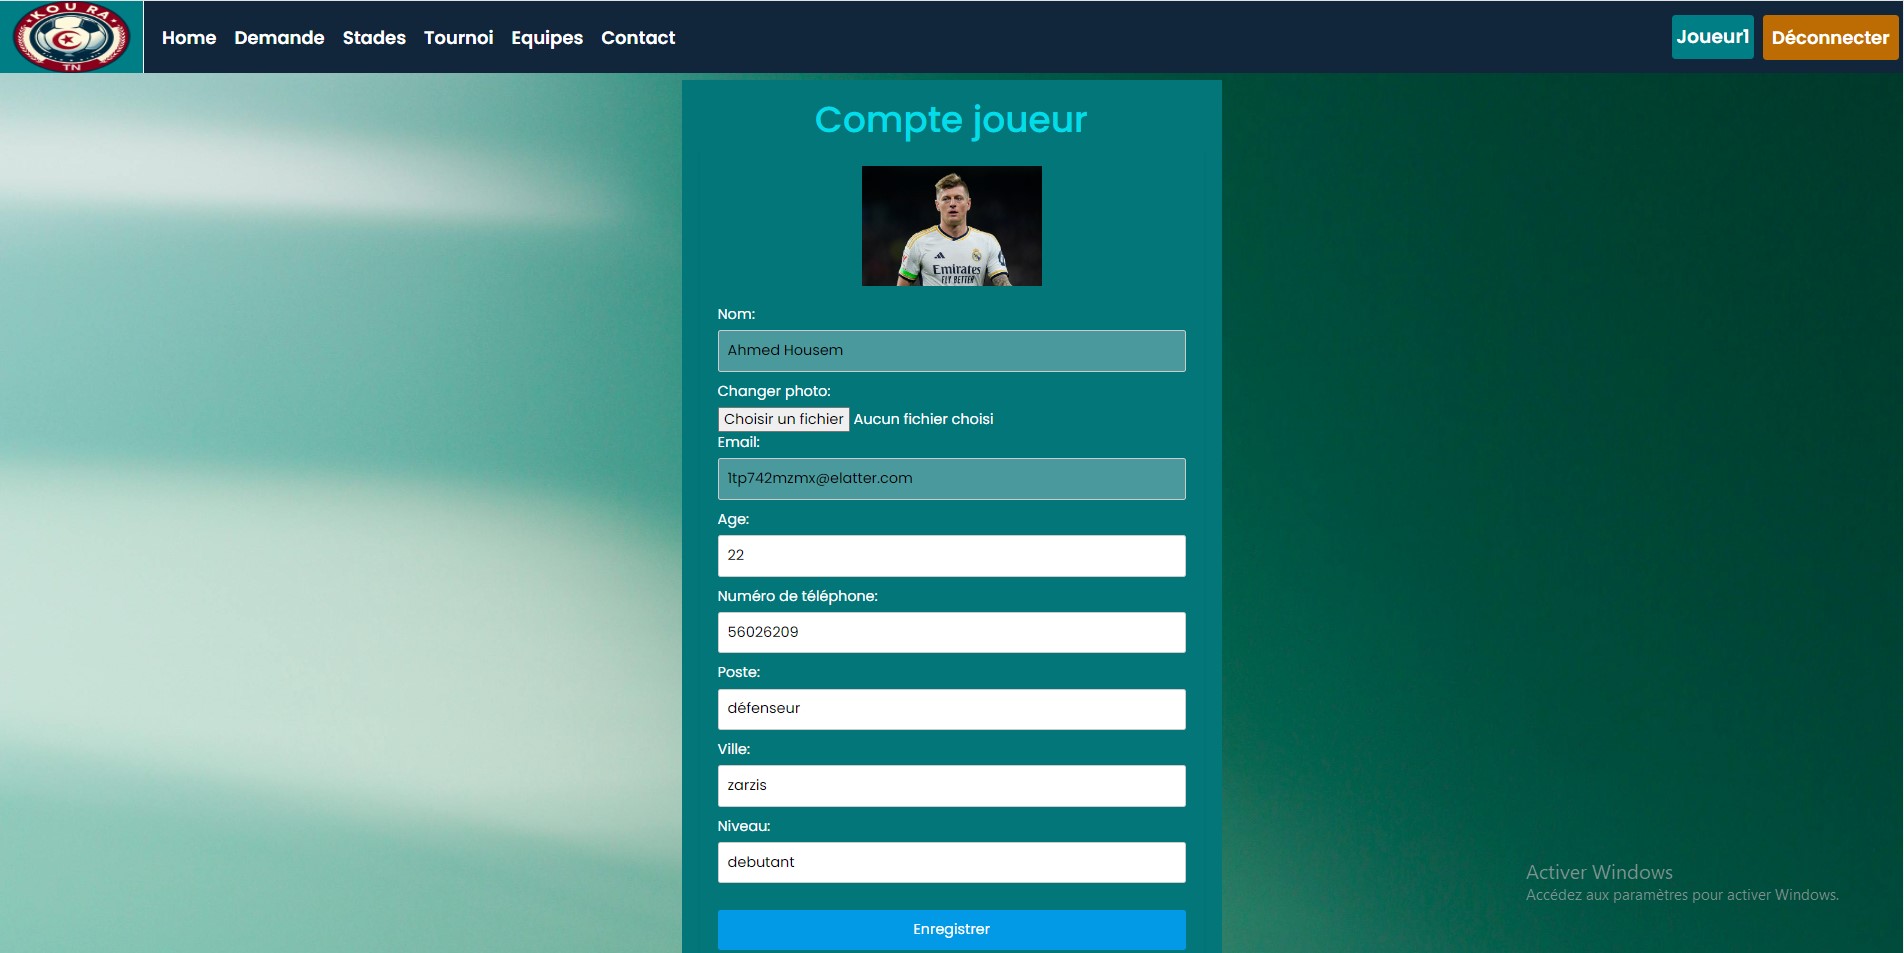 KOURA
TN
Home Demande Stades Tournoi Equipes Contact Joueur1 Déconnecter
Compte joueur
Emirates
FLY BETTER
Nom:
Ahmed Housem
Changer photo:
Choisir un fichier Aucun fichier choisi
Email:
1tp742mzmx@elatter.com
Age:
22
Numéro de téléphone:
56026209
Poste:
défenseur
Ville:
zarzis
Niveau:
debutant
Enregistrer
Activer Windows
Accédez aux paramètres pour activer Windows.